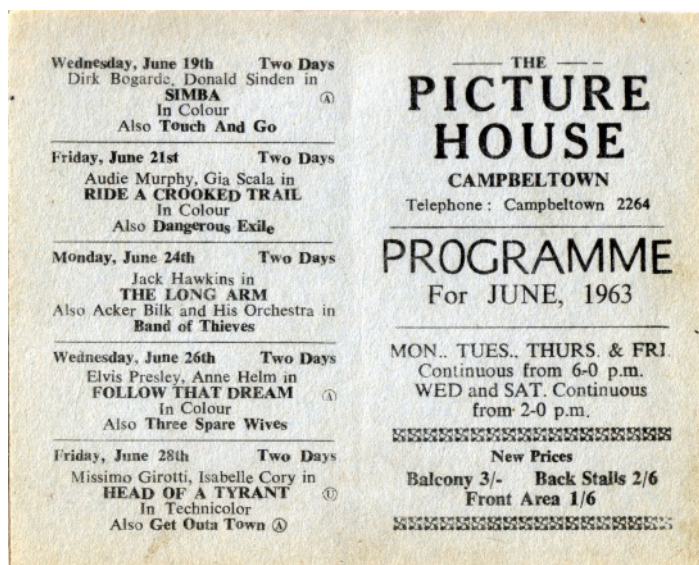 Wednesday, June 19th Two Days
Dirk Bogarde, Donald Sinden in
SIMBA Ⓐ
In Colour
Also Touch And Go
Friday, June 21st Two Days
Audie Murphy, Gia Scala in
RIDE A CROOKED TRAIL
In Colour
Also Dangerous Exile
Monday, June 24th Two Days
Jack Hawkins in
THE LONG ARM
Also Acker Bilk and His Orchestra in
Band of Thieves
Wednesday, June 26th Two Days
Elvis Presley, Anne Helm in
FOLLOW THAT DREAM Ⓐ
In Colour
Also Three Spare Wives
Friday, June 28th Two Days
Missimo Girotti, Isabelle Cory in
HEAD OF A TYRANT Ⓤ
In Technicolor
Also Get Outa Town Ⓐ
THE
PICTURE
HOUSE
CAMPBELTOWN
Telephone : Campbeltown 2264
PROGRAMME
For JUNE, 1963
MON.. TUES.. THURS. & FRI.
Continuous from 6-0 p.m.
WED and SAT. Continuous
from 2-0 p.m.
New Prices
Balcony 3/- Back Stalls 2/6
Front Area 1/6